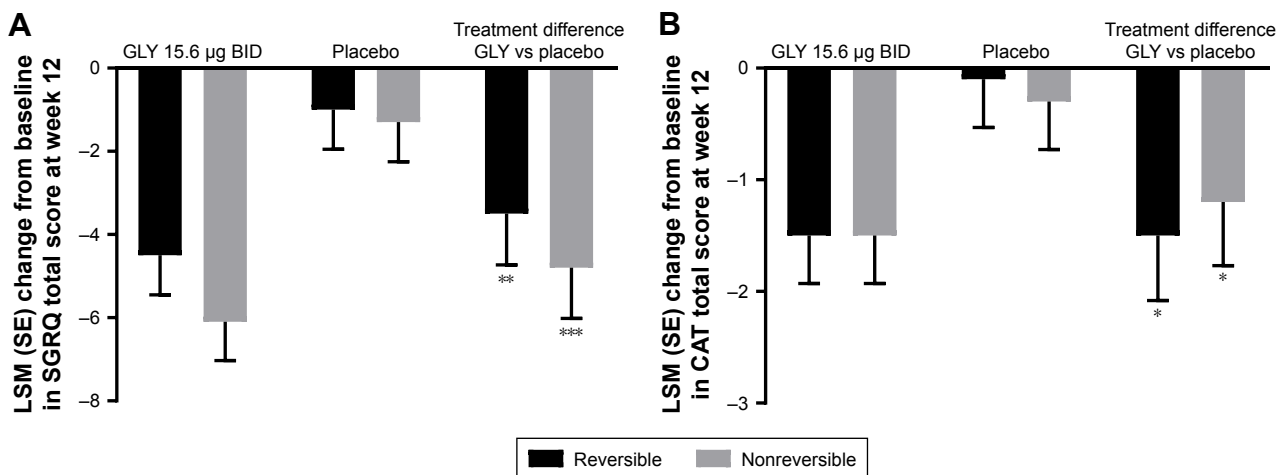 A
GLY 15.6 µg BID
Placebo
Treatment difference
GLY vs placebo
LSM (SE) change from baseline
in SGRQ total score at week 12
0
–2
–4
–6
–8
**
***
B
GLY 15.6 µg BID
Placebo
Treatment difference
GLY vs placebo
LSM (SE) change from baseline
in CAT total score at week 12
0
–1
–2
–3
*
*
Reversible
Nonreversible